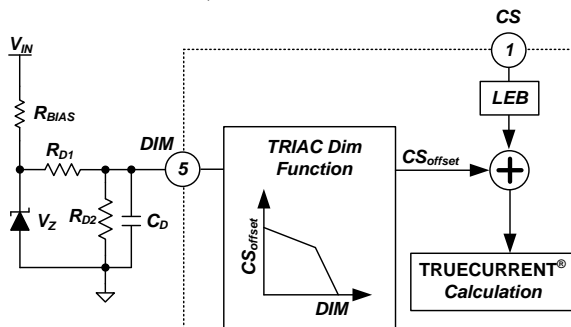 CS
1
V_IN
LEB
R_BIAS
R_D1
DIM
5
TRIAC Dim
Function
CS_offset
V_Z
R_D2
C_D
CS_offset
DIM
TRUECURRENT®
Calculation